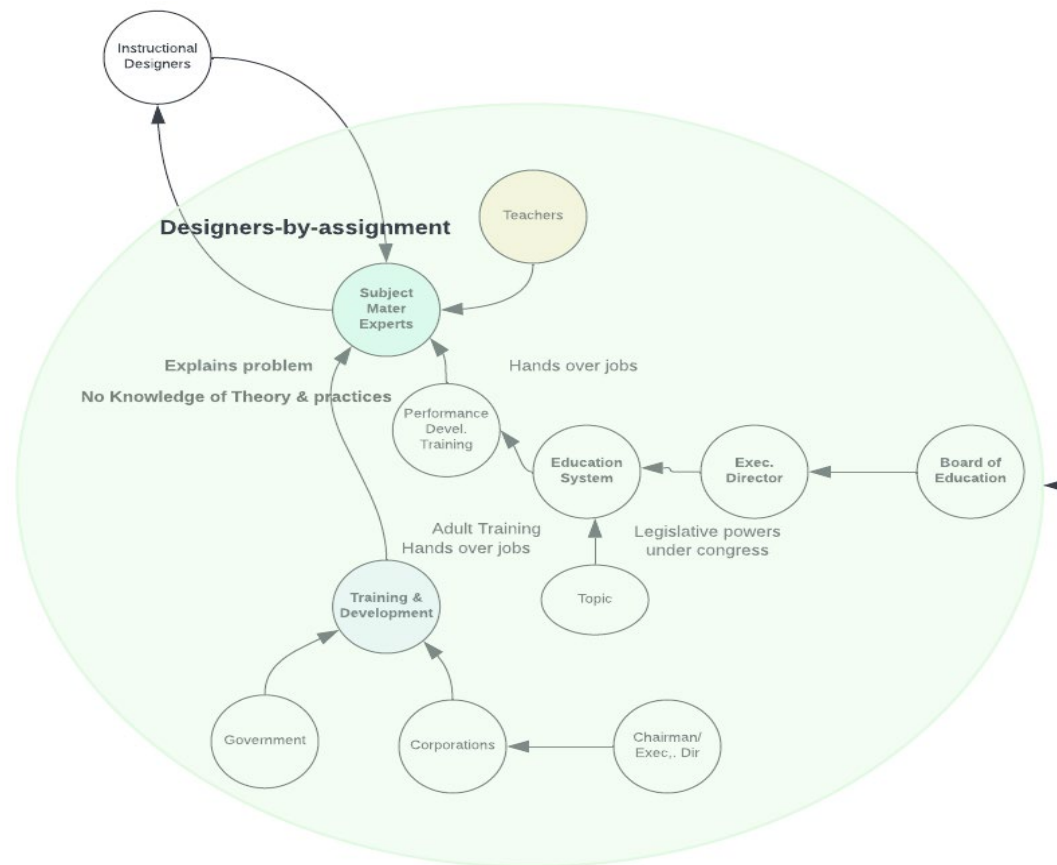 Instructional
Designers
Designers-by-assignment
Teachers
Subject
Mater
Experts
Explains problem
Hands over jobs
No Knowledge of Theory & practices
Performance
Devel.
Training
Education
System
Exec.
Director
Board of
Education
Adult Training
Hands over jobs
Legislative powers
under congress
Training &
Development
Topic
Government
Corporations
Chairman/
Exec,. Dir